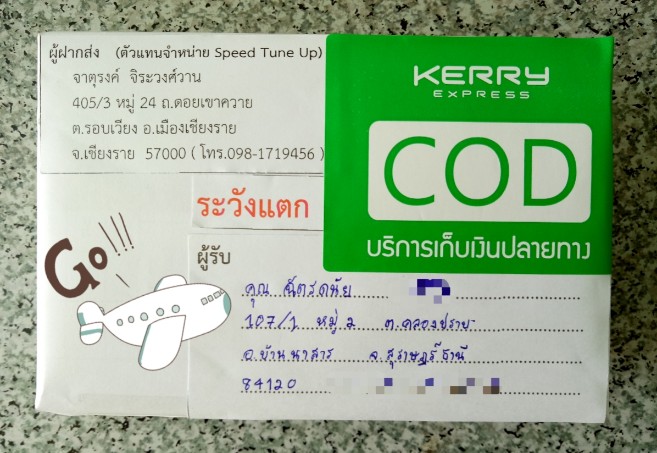 ผู้ฝากส่ง (ตัวแทนจำหน่าย Speed Tune Up)
จาตุรงค์ จิระวงศ์วาน
405/3 หมู่ 24 ถ.ดอยเขาควาย
ต.รอบเวียง อ.เมืองเชียงราย
จ.เชียงราย 57000 ( โทร.098-1719456 )
KERRY
EXPRESS
COD
บริการเก็บเงินปลายทาง
ระวังแตก
Go!!!
ผู้รับ
คุณ ฉัตรดนัย
107/1 หมู่ 2 ต.คลองปราบ
อ.บ้านนาสาร จ.สุราษฎร์ธานี
84120